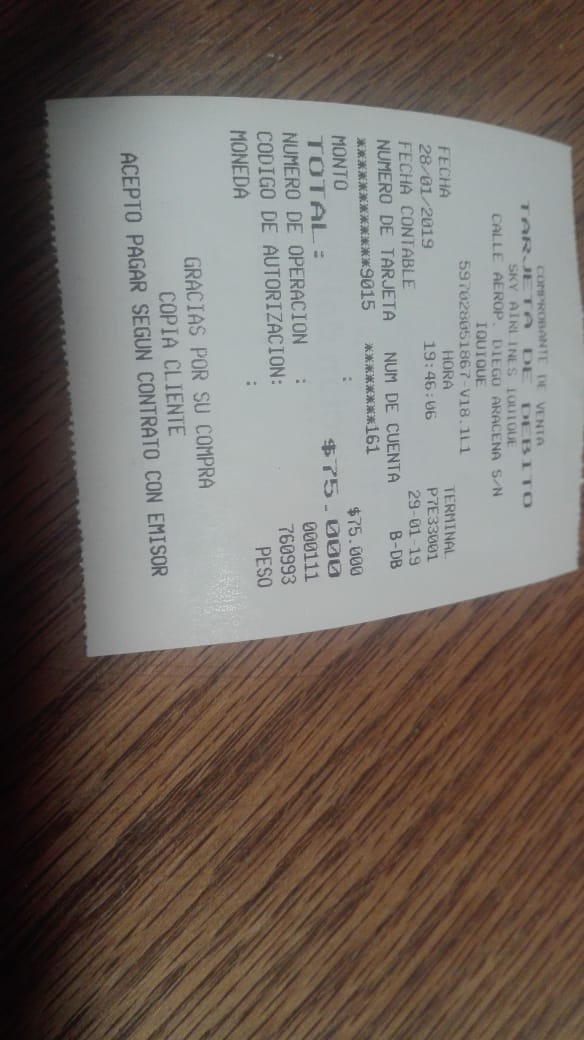 COMPROBANTE DE VENTA
TARJETA DE DEBITO
SKY AIRLINES IQUIQUE
CALLE AEROP. DIEGO ARACENA S/N
IQUIQUE
597028051867-V18.1L1
FECHA HORA TERMINAL
28/01/2019 19:46:06 P7E33001
FECHA CONTABLE 29-01-19
NUMERO DE TARJETA NUM DE CUENTA B-DB
************9015 *******161
MONTO : $75.000
TOTAL: $75.000
NUMERO DE OPERACION : 000111
CODIGO DE AUTORIZACION: 760993
MONEDA : PESO
GRACIAS POR SU COMPRA
COPIA CLIENTE
ACEPTO PAGAR SEGUN CONTRATO CON EMISOR